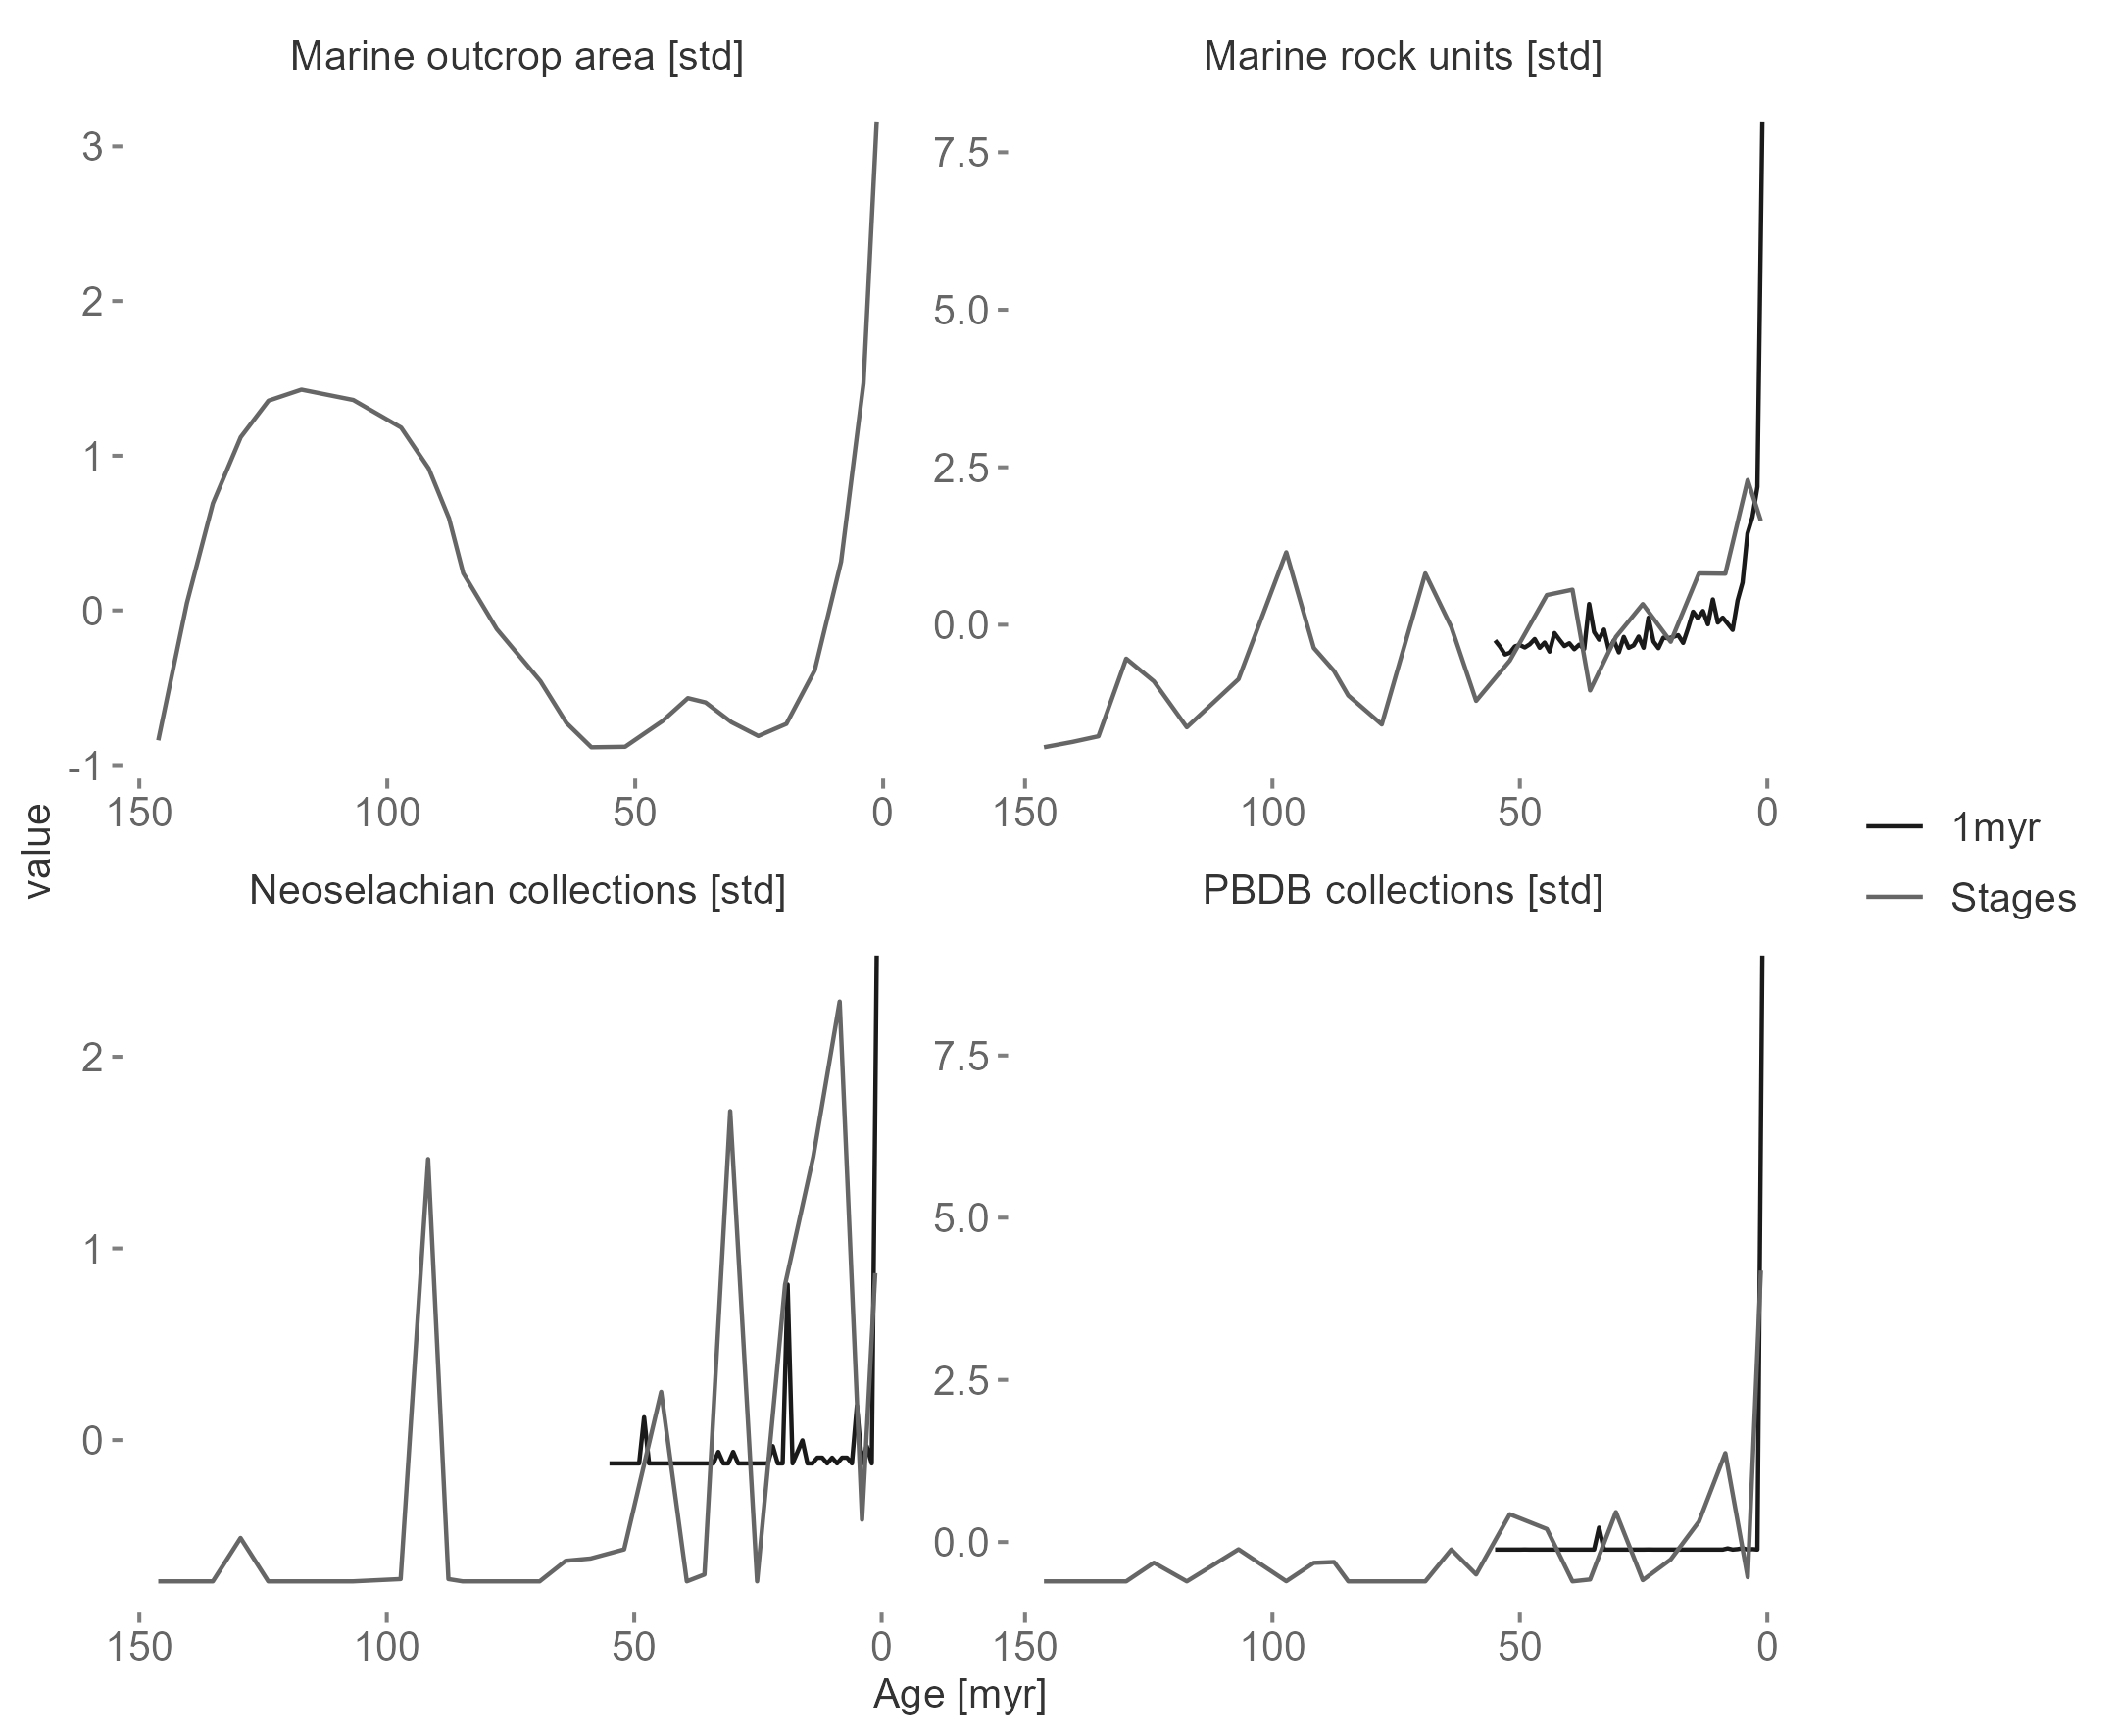 Marine outcrop area [std]
Marine rock units [std]
3
2
1
0
-1
150 100 50 0
7.5
5.0
2.5
0.0
150 100 50 0
value
1myr
Stages
Neoselachian collections [std]
PBDB collections [std]
2
1
0
150 100 50 0
7.5
5.0
2.5
0.0
150 100 50 0
Age [myr]